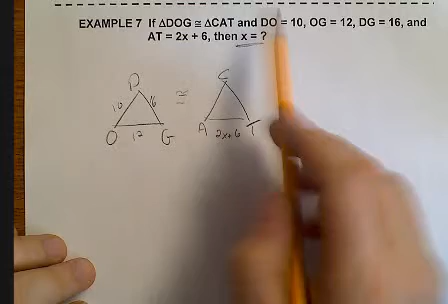 EXAMPLE 7 If ΔDOG ≅ ΔCAT and DO = 10, OG = 12, DG = 16, and
AT = 2x + 6, then x = ?
D C
10 16 ≅
O 12 G A 2x+6 T